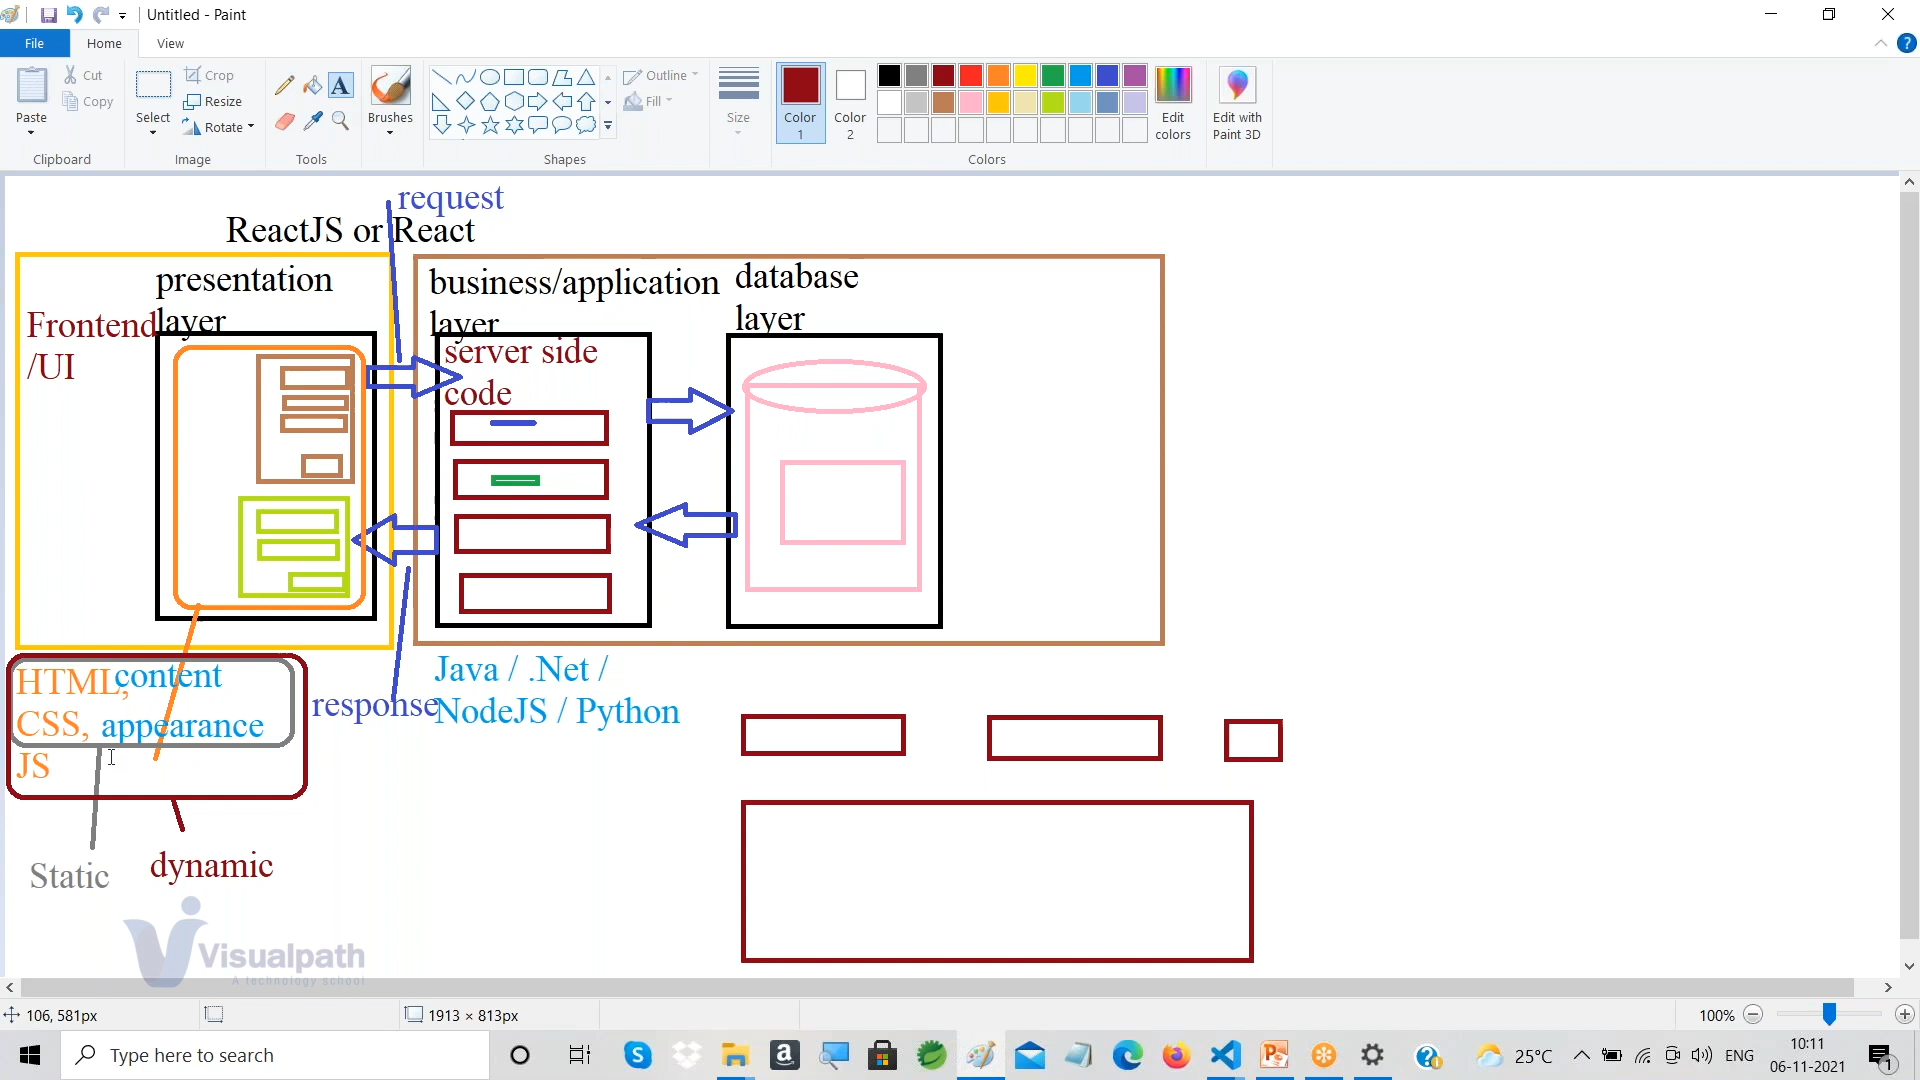 Untitled - Paint
File Home View
Cut
Copy
Paste
Clipboard
Select
Crop
Resize
Rotate
Image
Tools
Brushes
Outline
Fill
Shapes
Size
Color 1
Color 2
Edit colors
Edit with Paint 3D
Colors
request
ReactJS or React
presentation
layer
Frontend
/UI
business/application
layer
database
layer
server side
code
HTML, content
CSS, appearance
JS
response
Java / .Net /
NodeJS / Python
Static
dynamic
Visualpath
A technology school
106, 581px
1913 × 813px
100%
Type here to search
25°C
ENG
10:11
06-11-2021
1